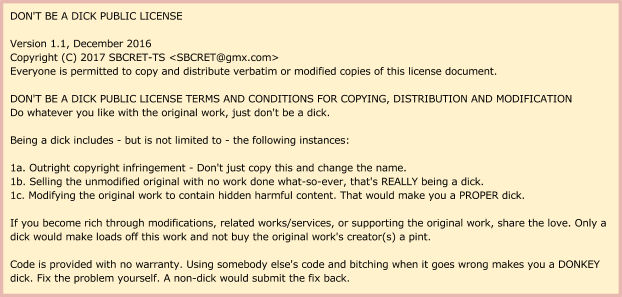 DON'T BE A DICK PUBLIC LICENSE
Version 1.1, December 2016
Copyright (C) 2017 SBCRET-TS <SBCRET@gmx.com>
Everyone is permitted to copy and distribute verbatim or modified copies of this license document.
DON'T BE A DICK PUBLIC LICENSE TERMS AND CONDITIONS FOR COPYING, DISTRIBUTION AND MODIFICATION
Do whatever you like with the original work, just don't be a dick.
Being a dick includes - but is not limited to - the following instances:
1a. Outright copyright infringement - Don't just copy this and change the name.
1b. Selling the unmodified original with no work done what-so-ever, that's REALLY being a dick.
1c. Modifying the original work to contain hidden harmful content. That would make you a PROPER dick.
If you become rich through modifications, related works/services, or supporting the original work, share the love. Only a
dick would make loads off this work and not buy the original work's creator(s) a pint.
Code is provided with no warranty. Using somebody else's code and bitching when it goes wrong makes you a DONKEY
dick. Fix the problem yourself. A non-dick would submit the fix back.